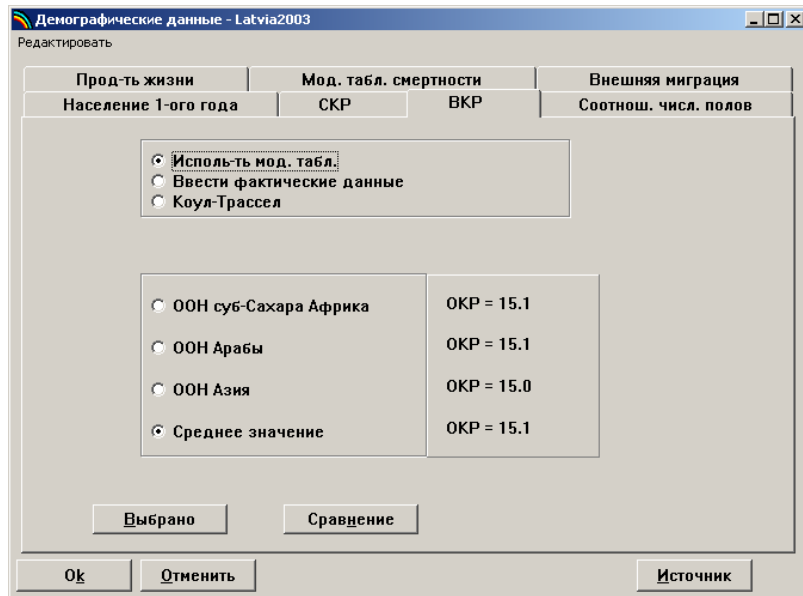 Демографические данные - Latvia2003
Редактировать
Прод-ть жизни Мод. табл. смертности Внешняя миграция
Население 1-ого года СКР ВКР Соотнош. числ. полов
Исполь-ть мод. табл.
Ввести фактические данные
Коул-Трассел
ООН суб-Сахара Африка ОКР = 15.1
ООН Арабы ОКР = 15.1
ООН Азия ОКР = 15.0
Среднее значение ОКР = 15.1
Выбрано Сравнение
Ok Отменить Источник